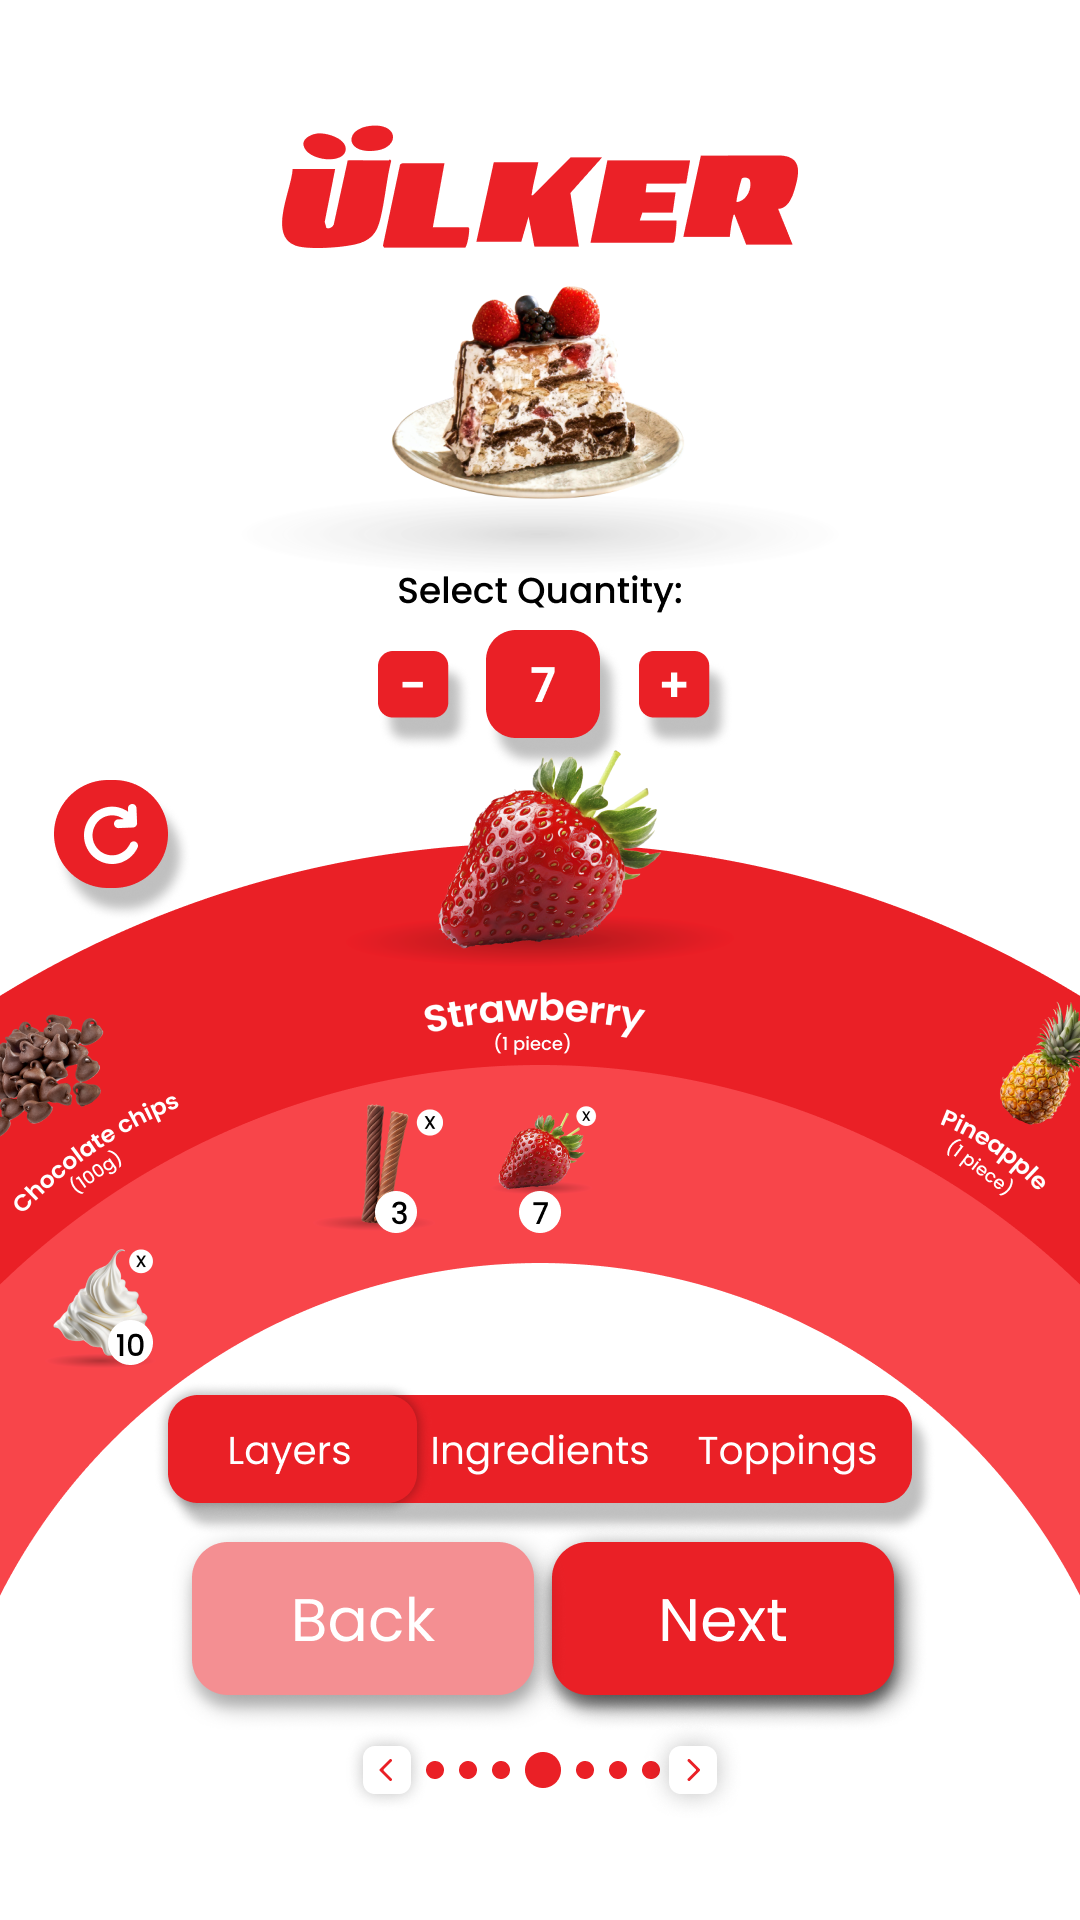 ÜLKER
Select Quantity:
- 7 +
Strawberry
(1 piece)
Chocolate chips
(100g)
Pineapple
(1 piece)
x
3
x
7
x
10
Layers Ingredients Toppings
Back Next